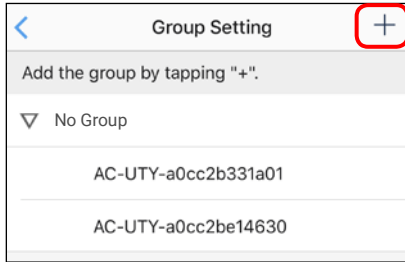 Group Setting
Add the group by tapping "+".
No Group
AC-UTY-a0cc2b331a01
AC-UTY-a0cc2be14630